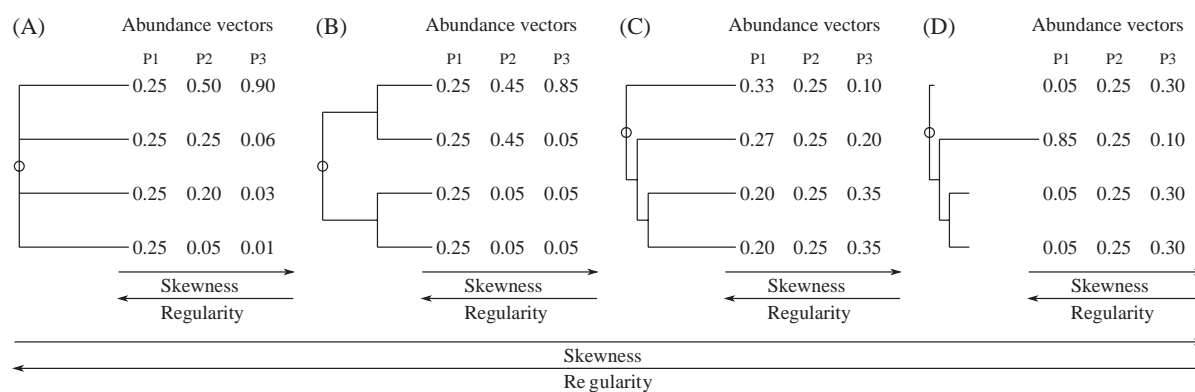 (A) Abundance vectors (B) Abundance vectors (C) Abundance vectors (D) Abundance vectors
P1 P2 P3 P1 P2 P3 P1 P2 P3 P1 P2 P3
0.25 0.50 0.90 0.25 0.45 0.85 0.33 0.25 0.10 0.05 0.25 0.30
0.25 0.25 0.06 0.25 0.45 0.05 0.27 0.25 0.20 0.85 0.25 0.10
0.25 0.20 0.03 0.25 0.05 0.05 0.20 0.25 0.35 0.05 0.25 0.30
0.25 0.05 0.01 0.25 0.05 0.05 0.20 0.25 0.35 0.05 0.25 0.30
Skewness Skewness Skewness Skewness
Regularity Regularity Regularity Regularity
Skewness
Re gularity